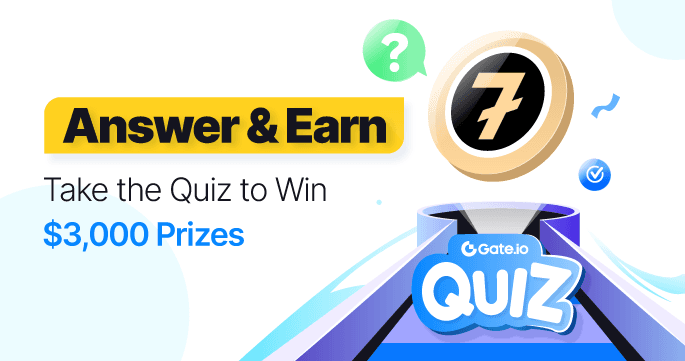 Answer & Earn
Take the Quiz to Win
$3,000 Prizes
?
7
Gate.io
QUIZ